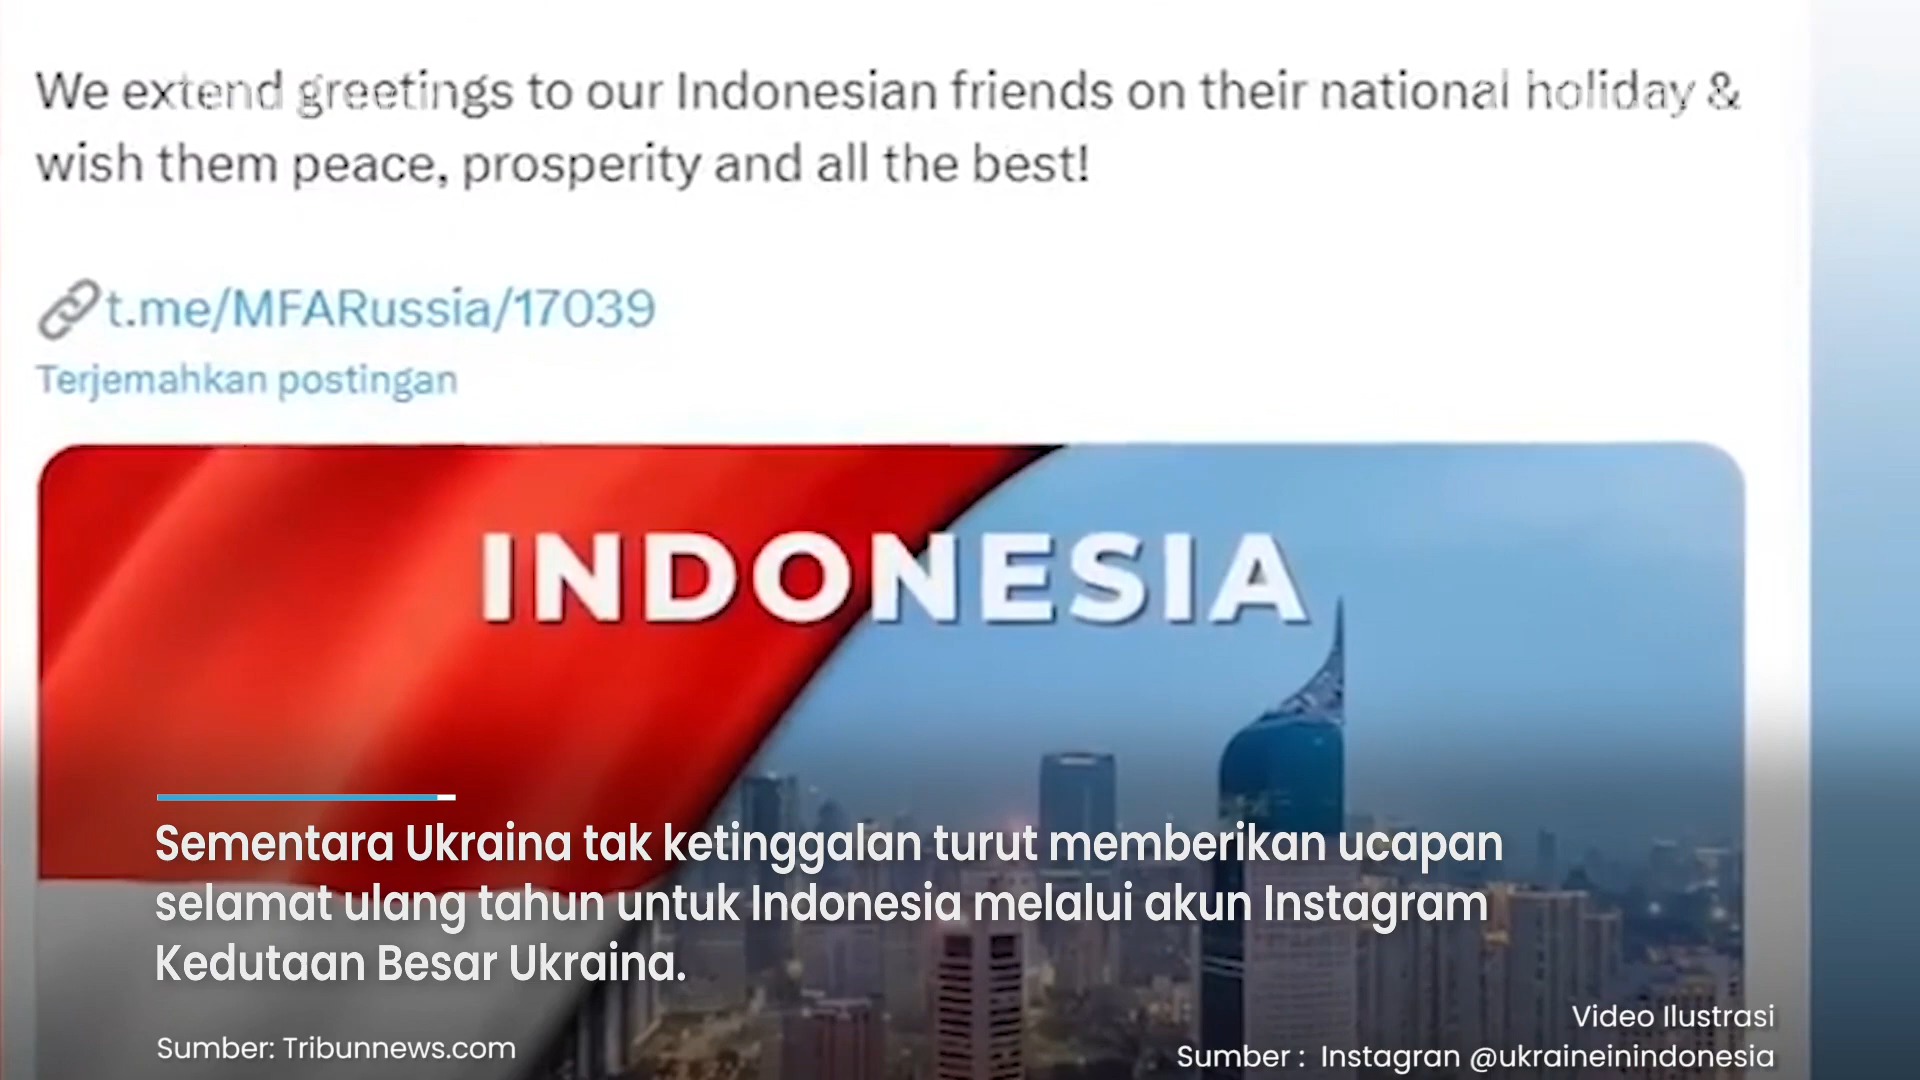 We extend greetings to our Indonesian friends on their national holiday &
wish them peace, prosperity and all the best!
t.me/MFARussia/17039
Terjemahkan postingan
INDONESIA
Sementara Ukraina tak ketinggalan turut memberikan ucapan
selamat ulang tahun untuk Indonesia melalui akun Instagram
Kedutaan Besar Ukraina.
Sumber: Tribunnews.com
Video Ilustrasi
Sumber : Instagran @ukraineinindonesia